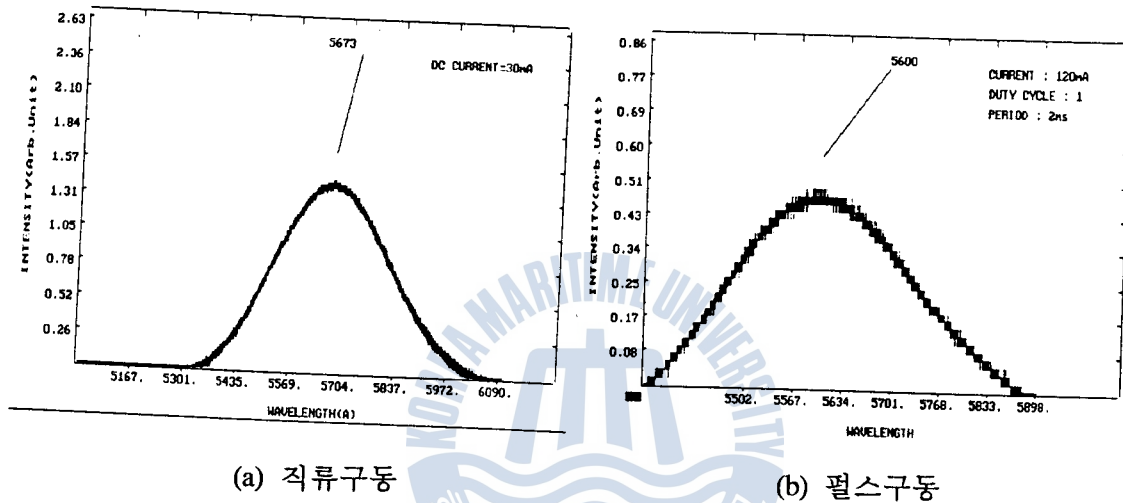 2.63
2.36
2.10
1.84
1.57
1.31
1.05
0.78
0.52
0.26
INTENSITY(Arb.Unit)
5673
DC CURRENT=30mA
5167. 5301. 5435. 5569. 5704. 5837. 5972. 6090.
WAVELENGTH(A)
(a) 직류구동
0.86
0.77
0.69
0.60
0.51
0.43
0.34
0.25
0.17
0.08
INTENSITY(Arb.Unit)
5600
CURRENT : 120mA
DUTY CYCLE : 1
PERIOD : 2ms
5502. 5567. 5634. 5701. 5768. 5833. 5898.
WAVELENGTH
(b) 펄스구동
KOREA MARITIME UNIVERSITY